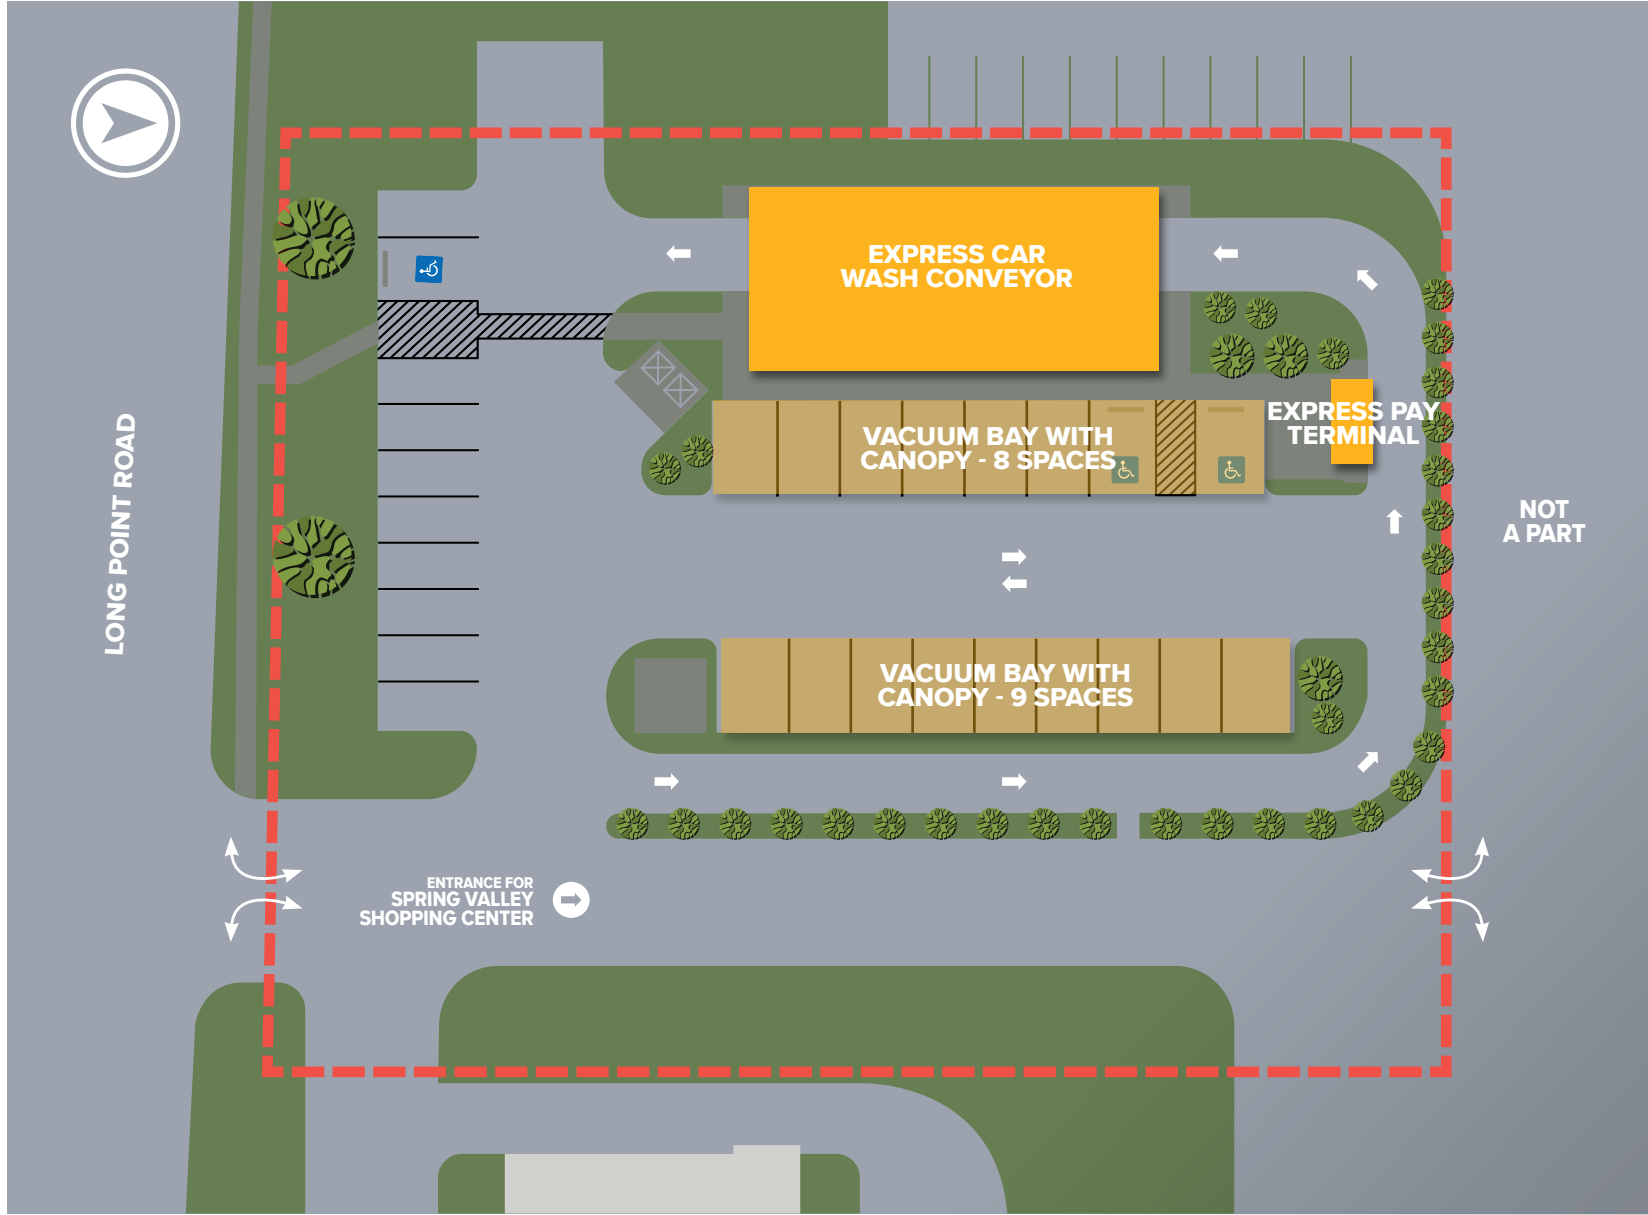 EXPRESS CAR
WASH CONVEYOR
EXPRESS PAY
TERMINAL
VACUUM BAY WITH
CANOPY - 8 SPACES
LONG POINT ROAD
NOT
A PART
VACUUM BAY WITH
CANOPY - 9 SPACES
ENTRANCE FOR
SPRING VALLEY
SHOPPING CENTER